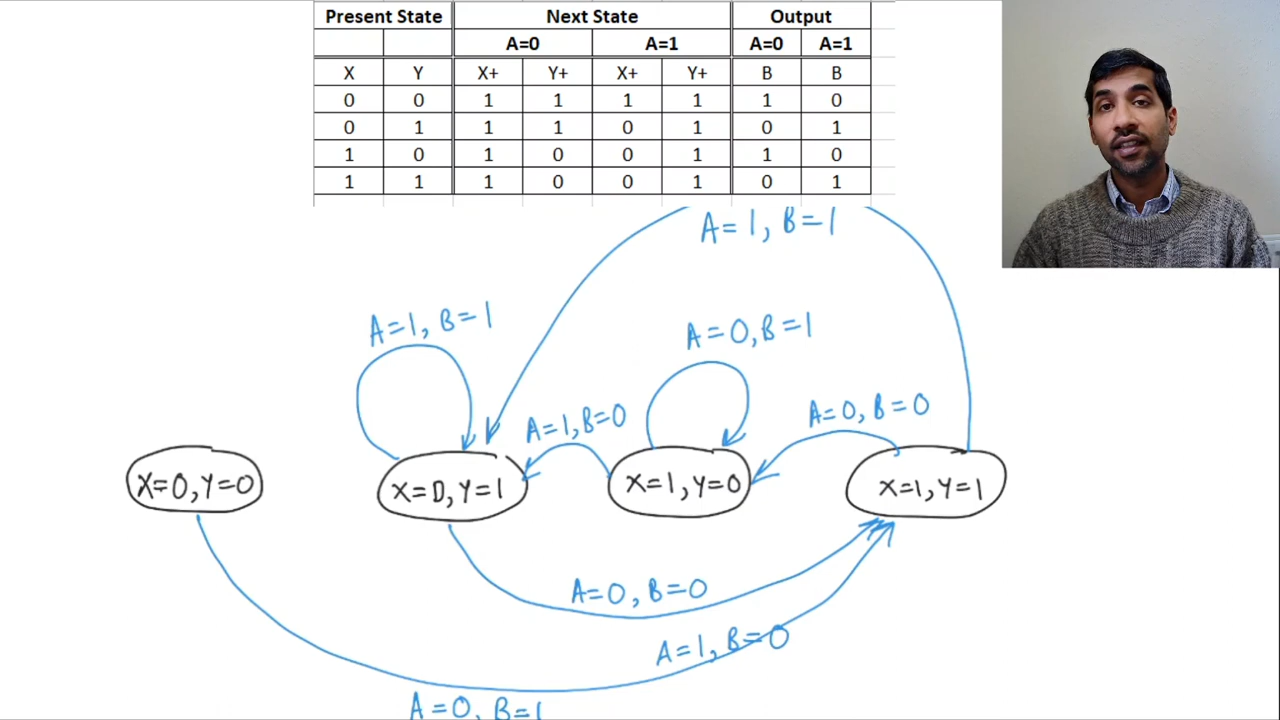 Present State Next State Output
A=0 A=1 A=0 A=1
X Y X+ Y+ X+ Y+ B B
0 0 1 1 1 1 1 0
0 1 1 1 0 1 0 1
1 0 1 0 0 1 1 0
1 1 1 0 0 1 0 1
A=1, B=1
A=1, B=1
A=0, B=1
A=1, B=0
A=0, B=0
X=0, Y=0
X=0, Y=1
X=1, Y=0
X=1, Y=1
A=0, B=0
A=1, B=0
A=0, B=1